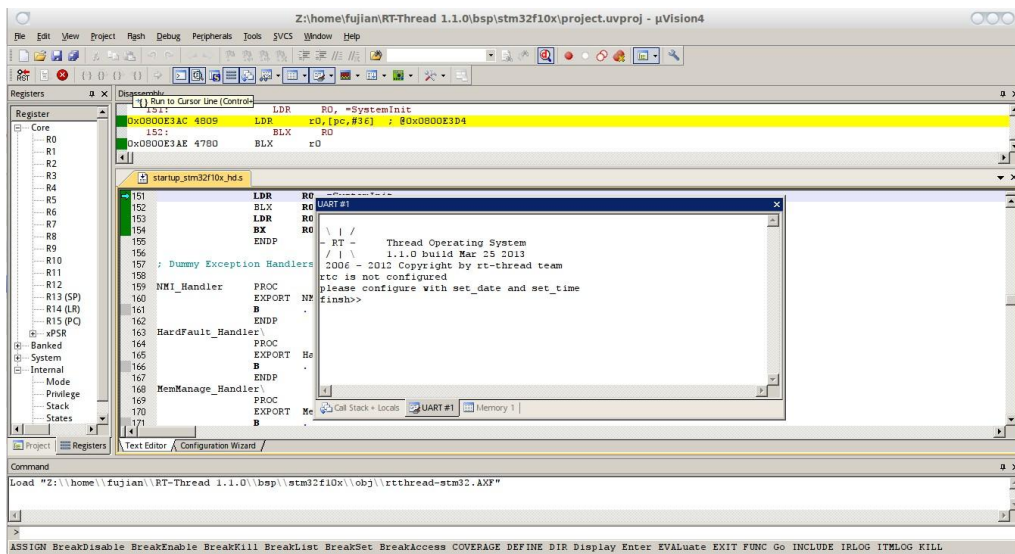 Z:\home\fujian\RT-Thread 1.1.0\bsp\stm32f10x\project.uvproj - µVision4
File Edit View Project Flash Debug Peripherals Tools SVCS Window Help
RST
Registers
Disassembly
Run to Cursor Line (Control+
Register
Core
R0
R1
R2
R3
R4
R5
R6
R7
R8
R9
R10
R11
R12
R13 (SP)
R14 (LR)
R15 (PC)
xPSR
Banked
System
Internal
Mode
Privilege
Stack
States
Project Registers
151: LDR R0, =SystemInit
0x0800E3AC 4809 LDR r0,[pc,#36] ; @0x0800E3D4
152: BLX R0
0x0800E3AE 4780 BLX r0
startup_stm32f10x_hd.s
151 LDR R0, =SystemInit
152 BLX R0
153 LDR R0
154 BX R0
155 ENDP
156
157 ; Dummy Exception Handlers
158
159 NMI_Handler PROC
160 EXPORT NM
161 B .
162 ENDP
163 HardFault_Handler\
164 PROC
165 EXPORT Ha
166 B .
167 ENDP
168 MemManage_Handler\
169 PROC
170 EXPORT Me
171 B .
Text Editor Configuration Wizard
UART #1
\ | /
- RT - Thread Operating System
/ | \ 1.1.0 build Mar 25 2013
2006 - 2012 Copyright by rt-thread team
rtc is not configured
please configure with set_date and set_time
finsh>>
Call Stack + Locals UART #1 Memory 1
Command
Load "Z:\\home\\fujian\\RT-Thread 1.1.0\\bsp\\stm32f10x\\obj\\rtthread-stm32.AXF"
>
ASSIGN BreakDisable BreakEnable BreakKill BreakList BreakSet BreakAccess COVERAGE DEFINE DIR Display Enter EVALuate EXIT FUNC Go INCLUDE IRLOG ITMLOG KILL